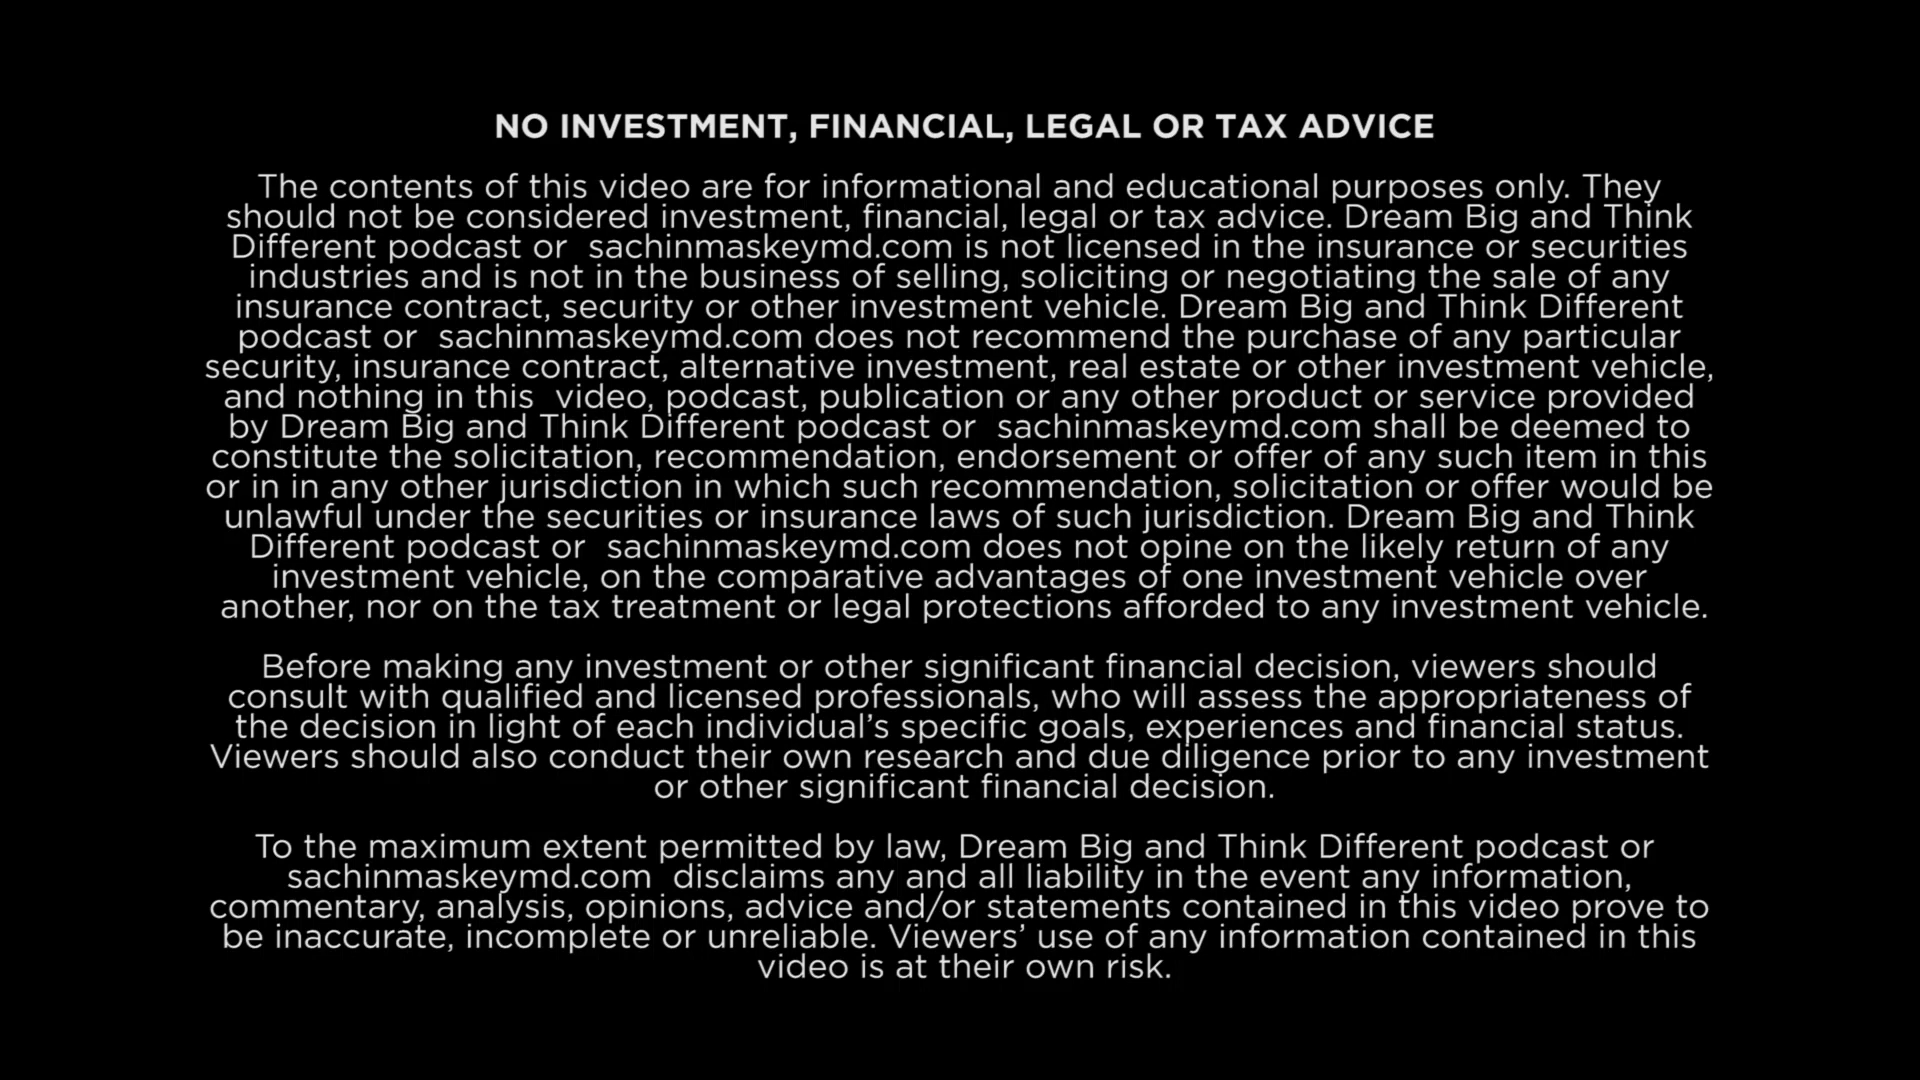 NO INVESTMENT, FINANCIAL, LEGAL OR TAX ADVICE
The contents of this video are for informational and educational purposes only. They
should not be considered investment, financial, legal or tax advice. Dream Big and Think
Different podcast or  sachinmaskeymd.com is not licensed in the insurance or securities
industries and is not in the business of selling, soliciting or negotiating the sale of any
insurance contract, security or other investment vehicle. Dream Big and Think Different
podcast or  sachinmaskeymd.com does not recommend the purchase of any particular
security, insurance contract, alternative investment, real estate or other investment vehicle,
and nothing in this  video, podcast, publication or any other product or service provided
by Dream Big and Think Different podcast or  sachinmaskeymd.com shall be deemed to
constitute the solicitation, recommendation, endorsement or offer of any such item in this
or in in any other jurisdiction in which such recommendation, solicitation or offer would be
unlawful under the securities or insurance laws of such jurisdiction. Dream Big and Think
Different podcast or  sachinmaskeymd.com does not opine on the likely return of any
investment vehicle, on the comparative advantages of one investment vehicle over
another, nor on the tax treatment or legal protections afforded to any investment vehicle.
Before making any investment or other significant financial decision, viewers should
consult with qualified and licensed professionals, who will assess the appropriateness of
the decision in light of each individual’s specific goals, experiences and financial status.
Viewers should also conduct their own research and due diligence prior to any investment
or other significant financial decision.
To the maximum extent permitted by law, Dream Big and Think Different podcast or
sachinmaskeymd.com  disclaims any and all liability in the event any information,
commentary, analysis, opinions, advice and/or statements contained in this video prove to
be inaccurate, incomplete or unreliable. Viewers’ use of any information contained in this
video is at their own risk.